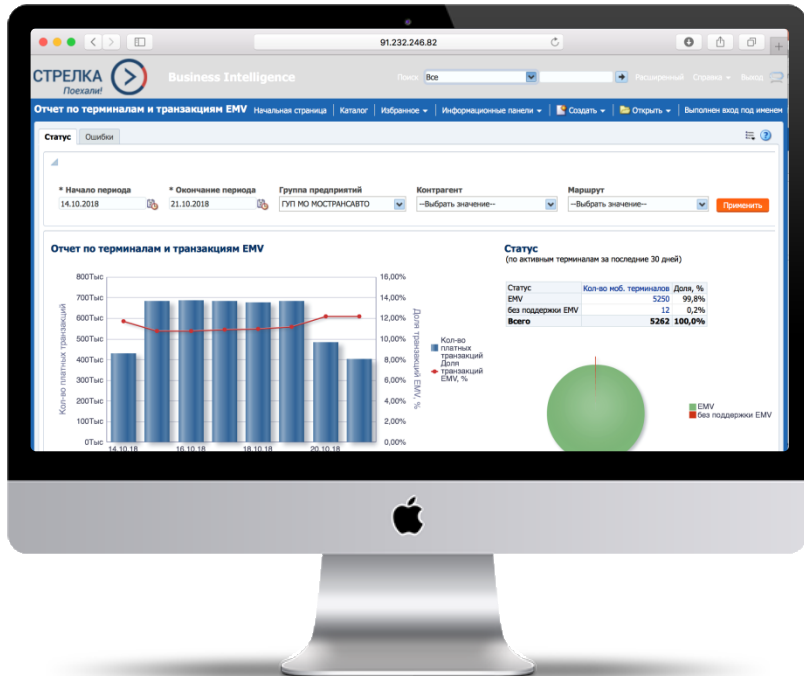 91.232.246.82
СТРЕЛКА
Поехали!
Business Intelligence
Поиск Все
Расширенный Справка Выход
Отчет по терминалам и транзакциям EMV Начальная страница Каталог Избранное Информационные панели Создать Открыть Выполнен вход под именем
Статус Ошибки
* Начало периода * Окончание периода Группа предприятий Контрагент Маршрут
14.10.2018 21.10.2018 ГУП МО МОСТРАНСАВТО --Выбрать значение-- --Выбрать значение-- Применить
Отчет по терминалам и транзакциям EMV
800Тыс
700Тыс
600Тыс
500Тыс
400Тыс
300Тыс
200Тыс
100Тыс
0Тыс
Кол-во платных транзакций
14.10.18 16.10.18 18.10.18 20.10.18
16,00%
14,00%
12,00%
10,00%
8,00%
6,00%
4,00%
2,00%
0,00%
Доля транзакций EMV, %
Кол-во
платных
транзакций
Доля
транзакций
EMV, %
Статус
(по активным терминалам за последние 30 дней)
Статус Кол-во моб. терминалов Доля, %
EMV 5250 99,8%
без поддержки EMV 12 0,2%
Всего 5262 100,0%
EMV
без поддержки EMV